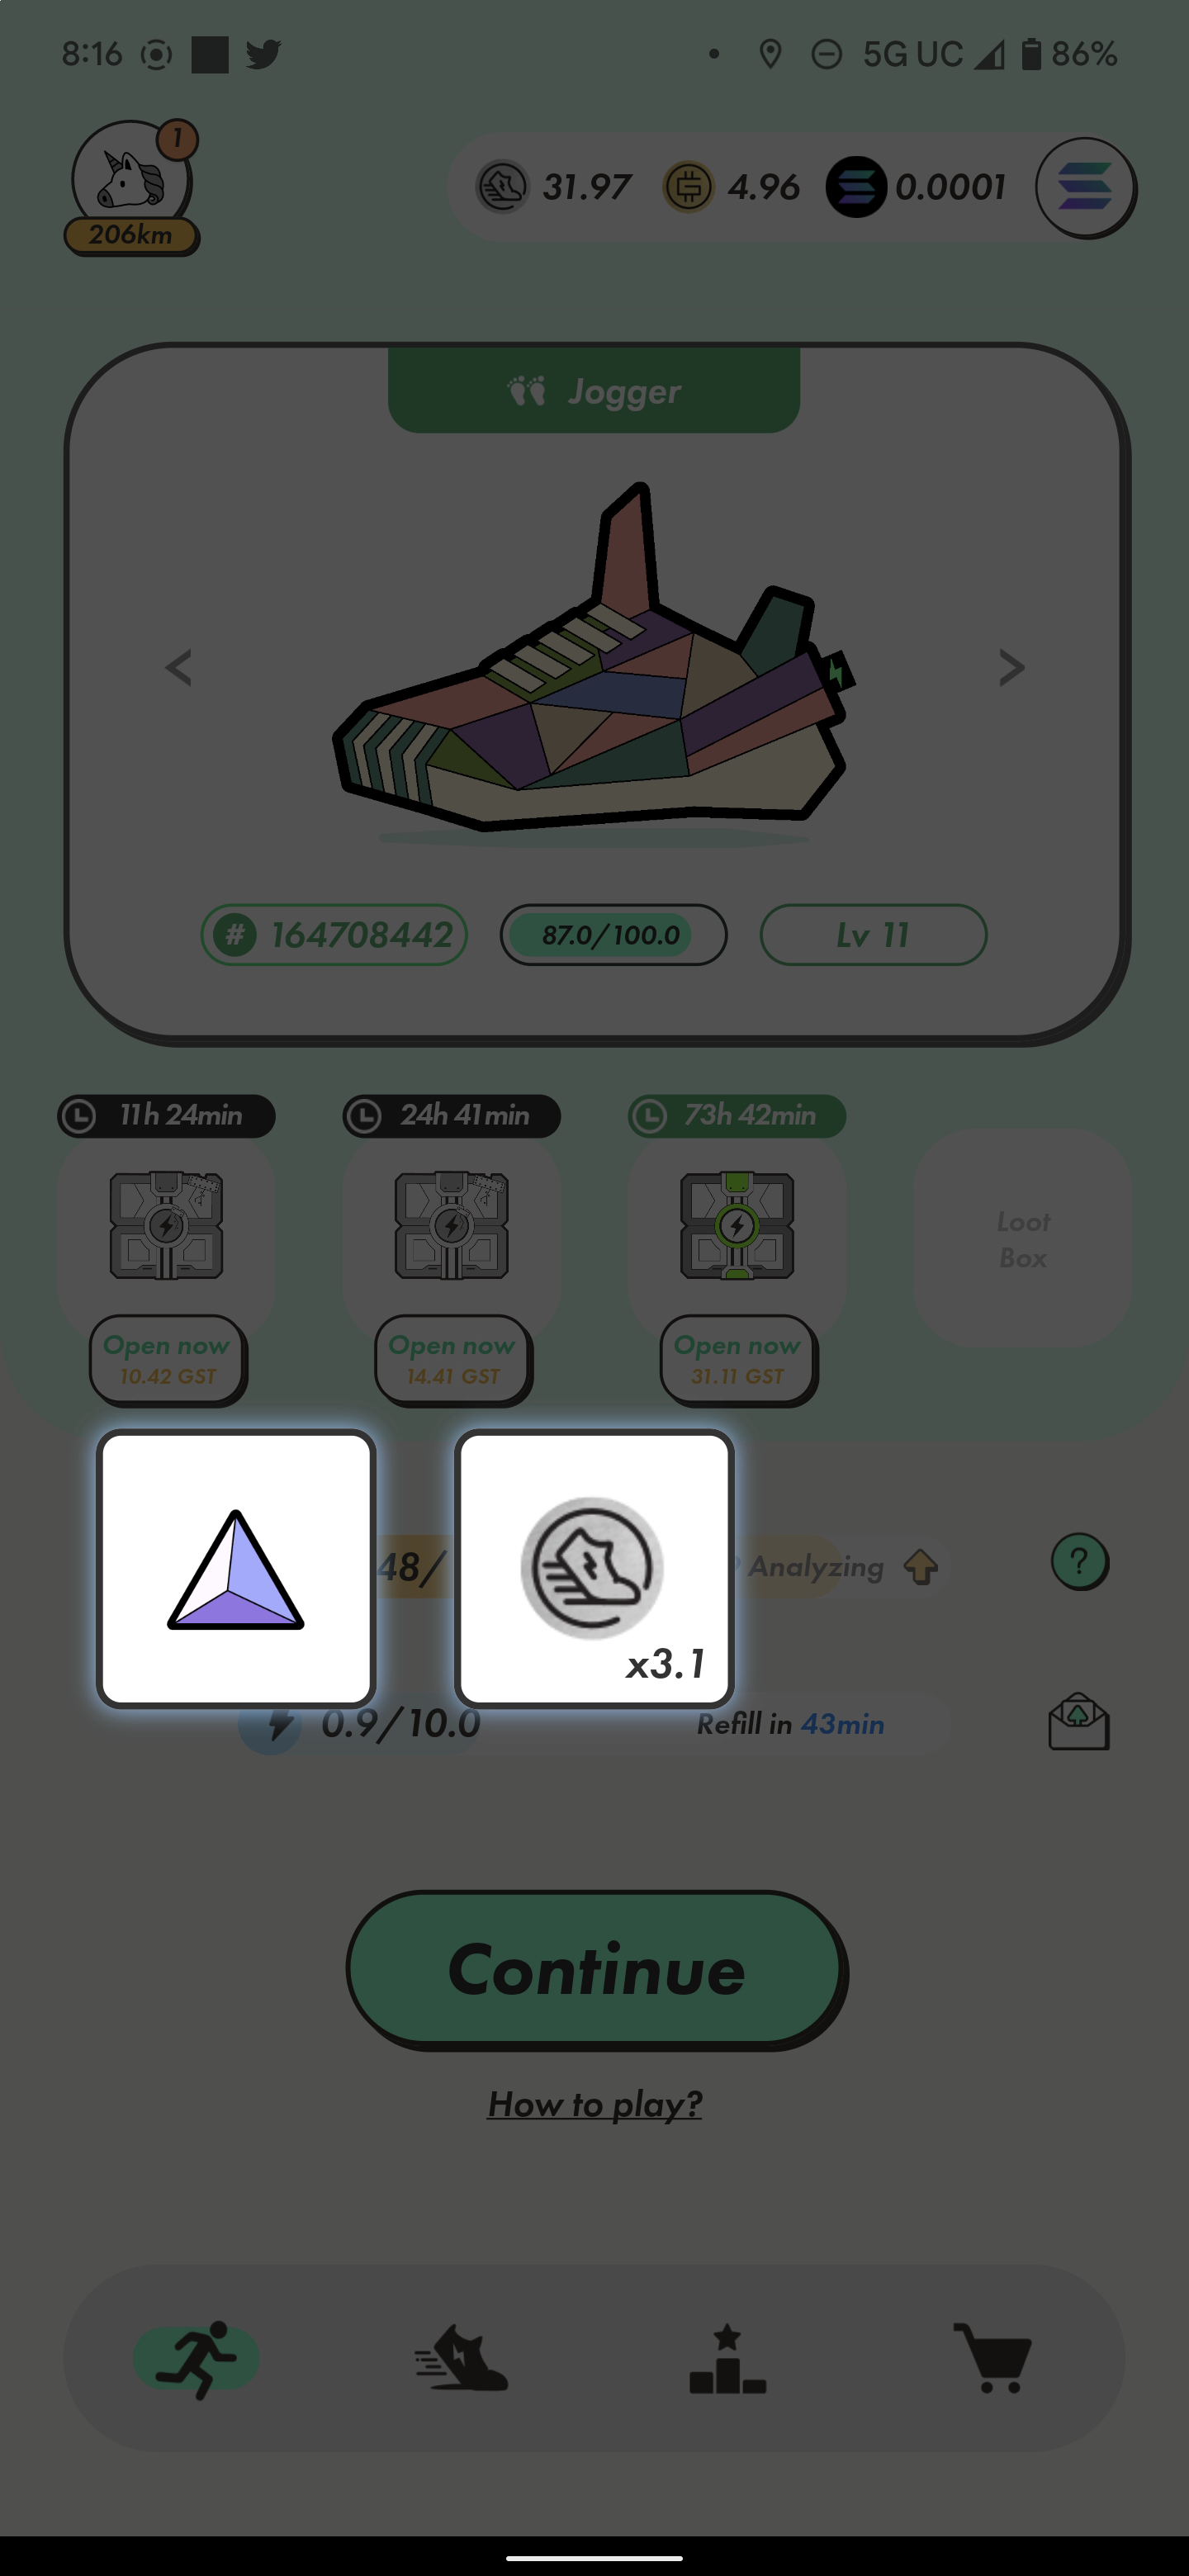 8:16 5G UC 86%
1
206km
31.97 4.96 0.0001
Jogger
# 164708442 87.0/100.0 Lv 11
11h 24min 24h 41min 73h 42min
Loot
Box
Open now Open now Open now
10.42 GST 14.41 GST 31.11 GST
48/ Analyzing ?
x3.1
0.9/10.0 Refill in 43min
Continue
How to play?